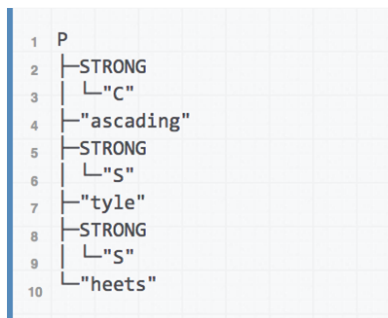 1 P
2 ├─STRONG
3 │ └─"C"
4 ├─"ascading"
5 ├─STRONG
6 │ └─"S"
7 ├─"tyle"
8 ├─STRONG
9 │ └─"S"
10 └─"heets"